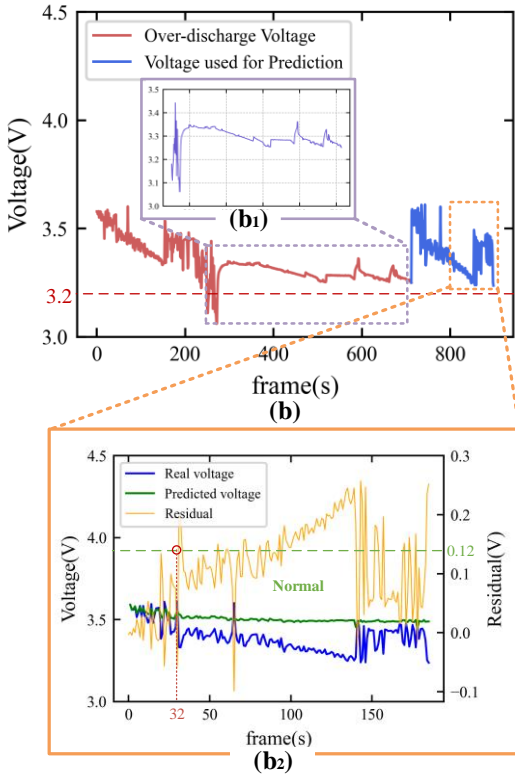 4.5
Over-discharge Voltage
Voltage used for Prediction
4.0
3.5
3.2
3.0
Voltage(V)
3.5
3.4
3.3
3.2
3.1
3.0
(b1)
0 200 400 600 800
frame(s)
(b)
4.5
4.0
3.5
3.0
Voltage(V)
Real voltage
Predicted voltage
Residual
Normal
0.3
0.2
0.12
0.1
0.0
−0.1
Residual(V)
0 32 50 100 150
frame(s)
(b2)